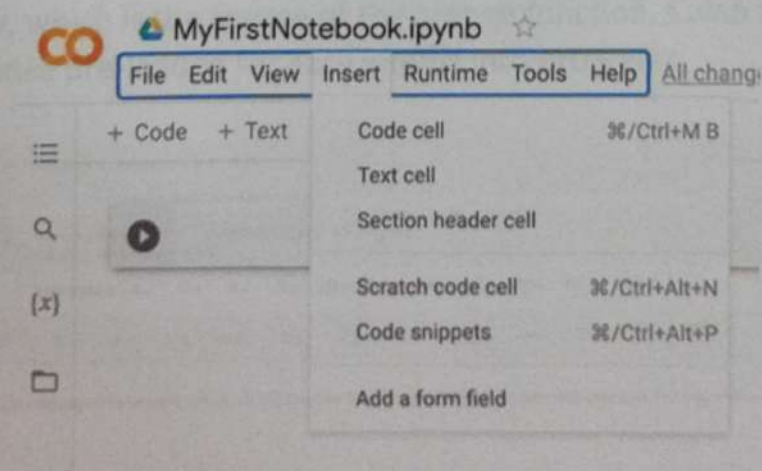 CO MyFirstNotebook.ipynb
File Edit View Insert Runtime Tools Help All chang
+ Code + Text
Code cell ⌘/Ctrl+M B
Text cell
Section header cell
{x}
Scratch code cell ⌘/Ctrl+Alt+N
Code snippets ⌘/Ctrl+Alt+P
Add a form field